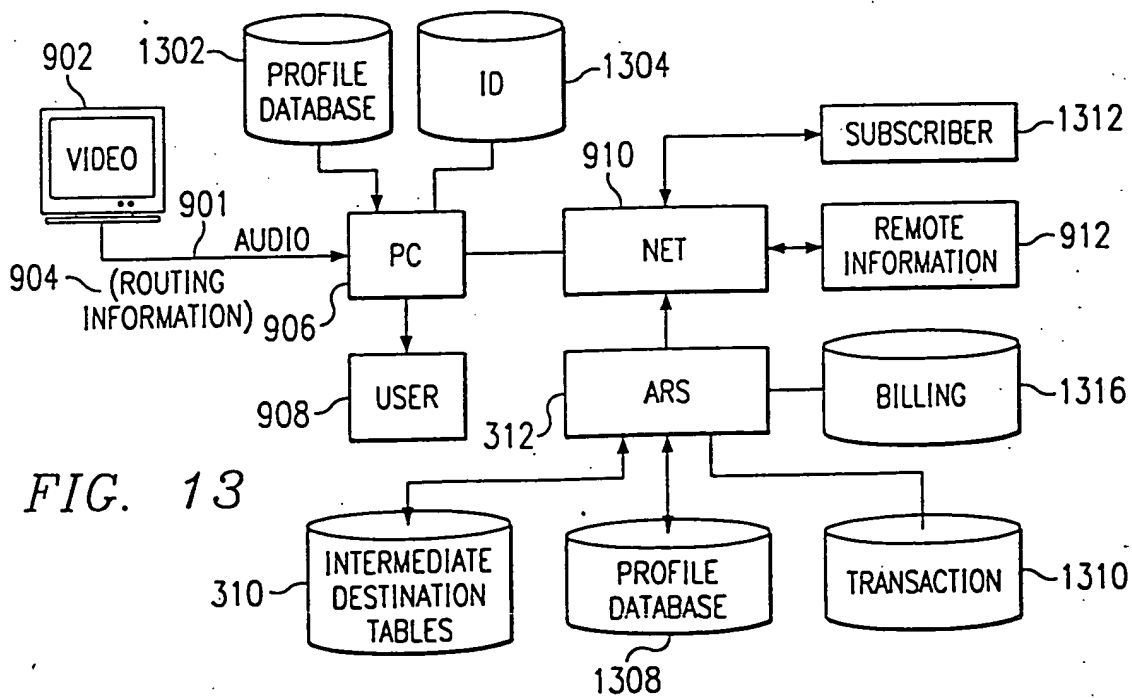 1302
PROFILE
DATABASE
ID
1304
902
VIDEO
901
AUDIO
904
(ROUTING
INFORMATION)
PC
906
USER
908
910
NET
SUBSCRIBER
1312
REMOTE
INFORMATION
912
ARS
312
BILLING
1316
FIG. 13
INTERMEDIATE
DESTINATION
TABLES
310
PROFILE
DATABASE
1308
TRANSACTION
1310